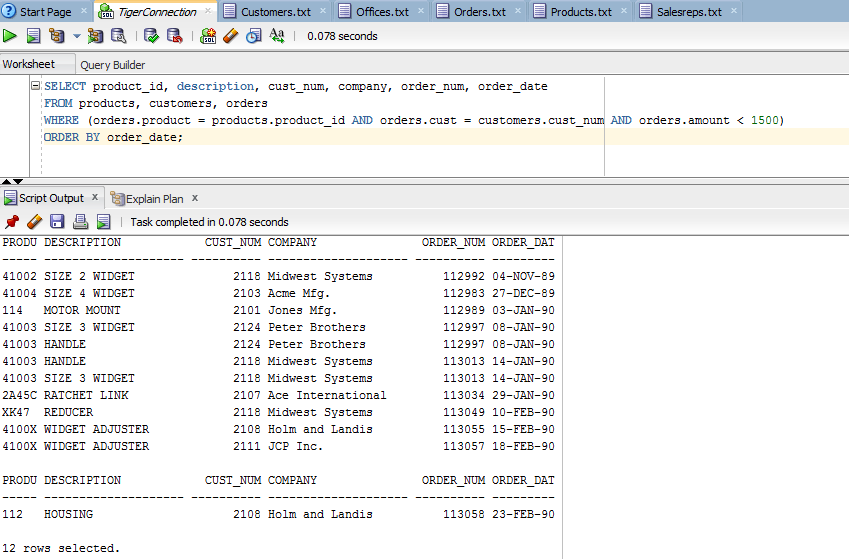 Start Page TigerConnection Customers.txt Offices.txt Orders.txt Products.txt Salesreps.txt
SQL 0.078 seconds
Worksheet Query Builder
SELECT product_id, description, cust_num, company, order_num, order_date
FROM products, customers, orders
WHERE (orders.product = products.product_id AND orders.cust = customers.cust_num AND orders.amount < 1500)
ORDER BY order_date;
Script Output x Explain Plan x
Task completed in 0.078 seconds
PRODU DESCRIPTION CUST_NUM COMPANY ORDER_NUM ORDER_DAT
----- -------------------- ---------- -------------------- ---------- ---------
41002 SIZE 2 WIDGET 2118 Midwest Systems 112992 04-NOV-89
41004 SIZE 4 WIDGET 2103 Acme Mfg. 112983 27-DEC-89
114 MOTOR MOUNT 2101 Jones Mfg. 112989 03-JAN-90
41003 SIZE 3 WIDGET 2124 Peter Brothers 112997 08-JAN-90
41003 HANDLE 2124 Peter Brothers 112997 08-JAN-90
41003 HANDLE 2118 Midwest Systems 113013 14-JAN-90
41003 SIZE 3 WIDGET 2118 Midwest Systems 113013 14-JAN-90
2A45C RATCHET LINK 2107 Ace International 113034 29-JAN-90
XK47 REDUCER 2118 Midwest Systems 113049 10-FEB-90
4100X WIDGET ADJUSTER 2108 Holm and Landis 113055 15-FEB-90
4100X WIDGET ADJUSTER 2111 JCP Inc. 113057 18-FEB-90
PRODU DESCRIPTION CUST_NUM COMPANY ORDER_NUM ORDER_DAT
----- -------------------- ---------- -------------------- ---------- ---------
112 HOUSING 2108 Holm and Landis 113058 23-FEB-90
12 rows selected.